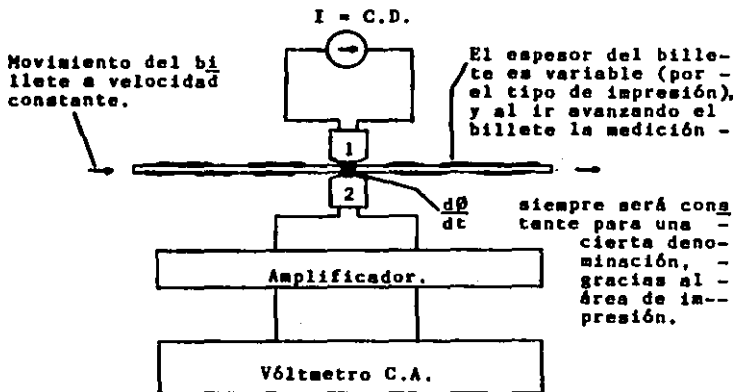 I = C.D.
Movimiento del bi
llete a velocidad
constante.
El espesor del bille-
te es variable (por -
el tipo de impresión),
y al ir avanzando el
billete la medición -
1
2
dØ
dt
siempre será cons
tante para una -
cierta deno-
minación, -
gracias al -
área de im--
presión.
Amplificador.
Vóltmetro C.A.